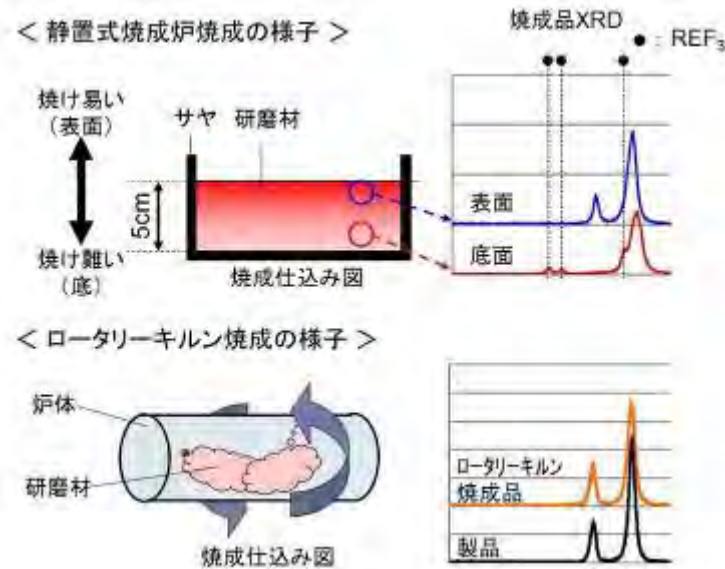 ＜ 静置式焼成炉焼成の様子 ＞
焼成品XRD
● : REF₃
焼け易い
（表面）
サヤ 研磨材
5cm
焼け難い
（底）
焼成仕込み図
表面
底面
＜ ロータリーキルン焼成の様子 ＞
炉体
研磨材
焼成仕込み図
ロータリーキルン
焼成品
製品